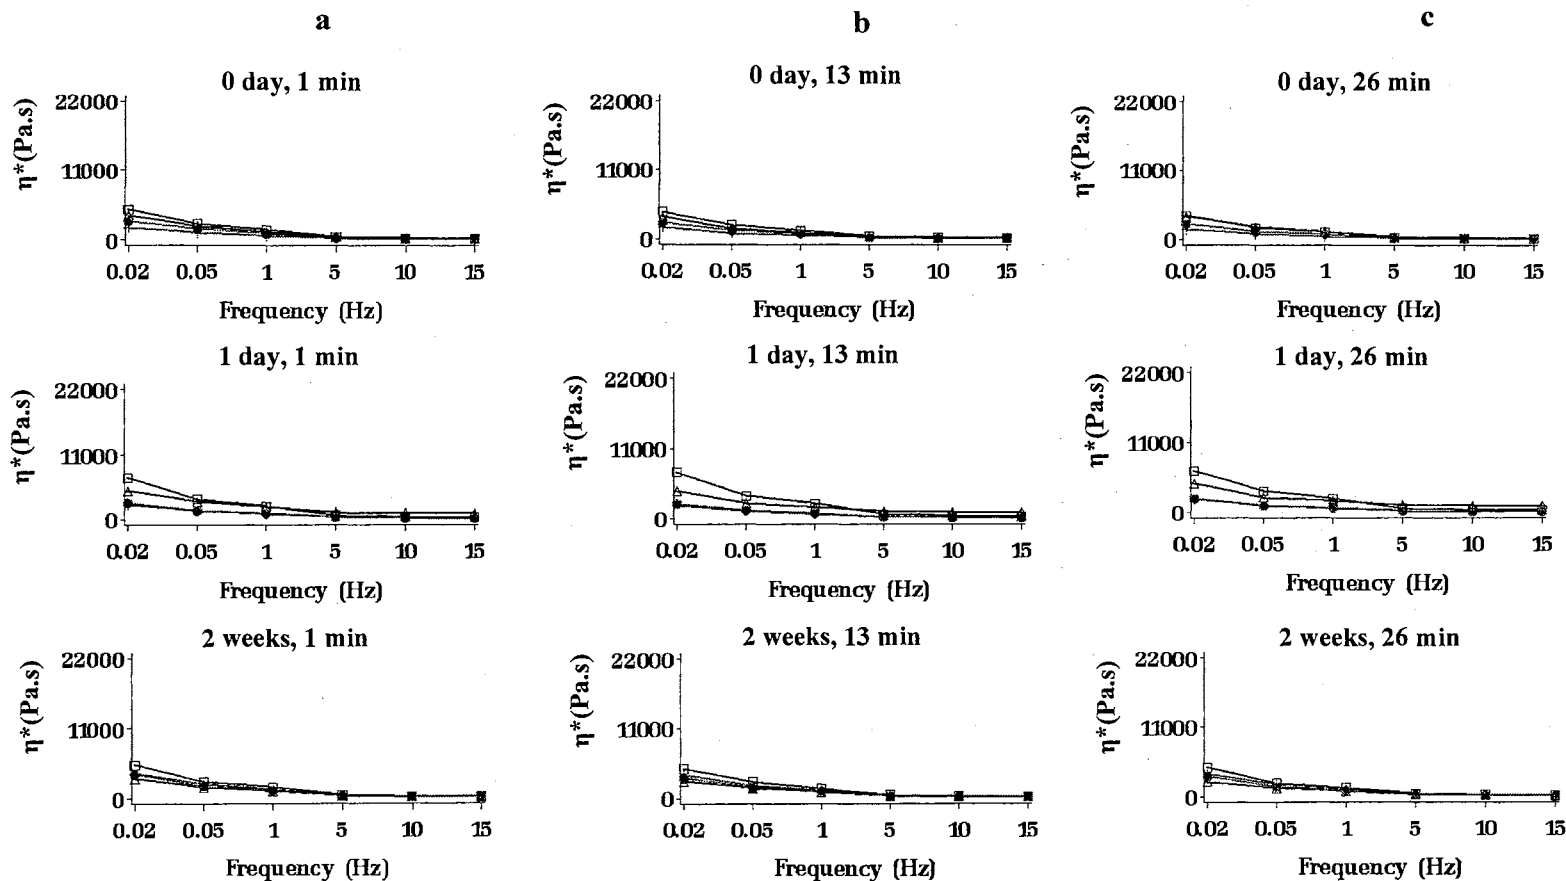 a b c
0 day, 1 min 0 day, 13 min 0 day, 26 min
η*(Pa.s) η*(Pa.s) η*(Pa.s)
22000 22000 22000
11000 11000 11000
0 0 0
0.02 0.05 1 5 10 15 0.02 0.05 1 5 10 15 0.02 0.05 1 5 10 15
Frequency (Hz) Frequency (Hz) Frequency (Hz)
1 day, 1 min 1 day, 13 min 1 day, 26 min
η*(Pa.s) η*(Pa.s) η*(Pa.s)
22000 22000 22000
11000 11000 11000
0 0 0
0.02 0.05 1 5 10 15 0.02 0.05 1 5 10 15 0.02 0.05 1 5 10 15
Frequency (Hz) Frequency (Hz) Frequency (Hz)
2 weeks, 1 min 2 weeks, 13 min 2 weeks, 26 min
η*(Pa.s) η*(Pa.s) η*(Pa.s)
22000 22000 22000
11000 11000 11000
0 0 0
0.02 0.05 1 5 10 15 0.02 0.05 1 5 10 15 0.02 0.05 1 5 10 15
Frequency (Hz) Frequency (Hz) Frequency (Hz)